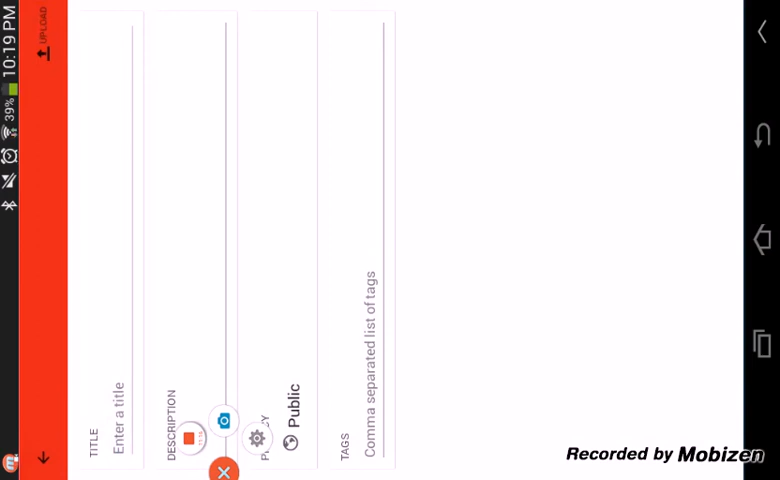 39% 10:19 PM
UPLOAD
TITLE
Enter a title
DESCRIPTION
Public
TAGS
Comma separated list of tags
Recorded by Mobizen